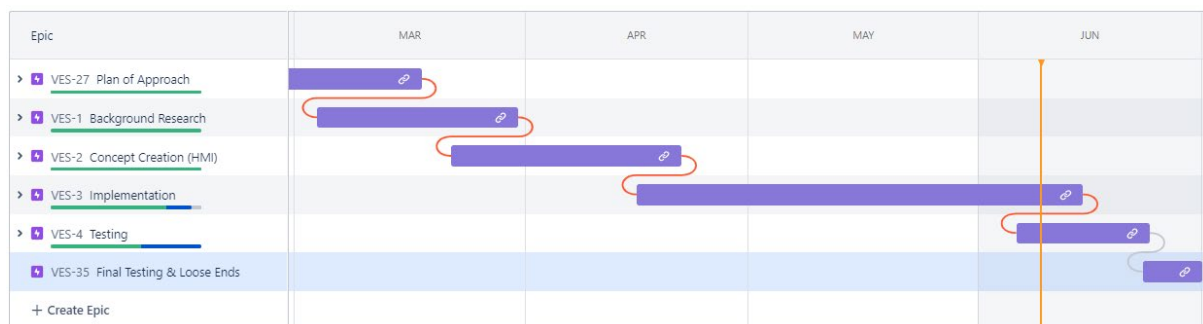 Epic MAR APR MAY JUN
VES-27 Plan of Approach
VES-1 Background Research
VES-2 Concept Creation (HMI)
VES-3 Implementation
VES-4 Testing
VES-35 Final Testing & Loose Ends
+ Create Epic